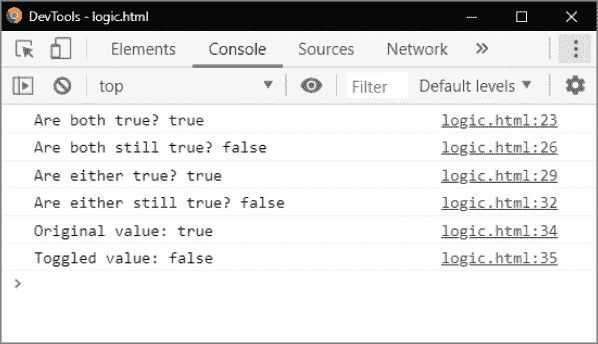 DevTools - logic.html
Elements Console Sources Network »
top Filter Default levels
Are both true? true logic.html:23
Are both still true? false logic.html:26
Are either true? true logic.html:29
Are either still true? false logic.html:32
Original value: true logic.html:34
Toggled value: false logic.html:35
>